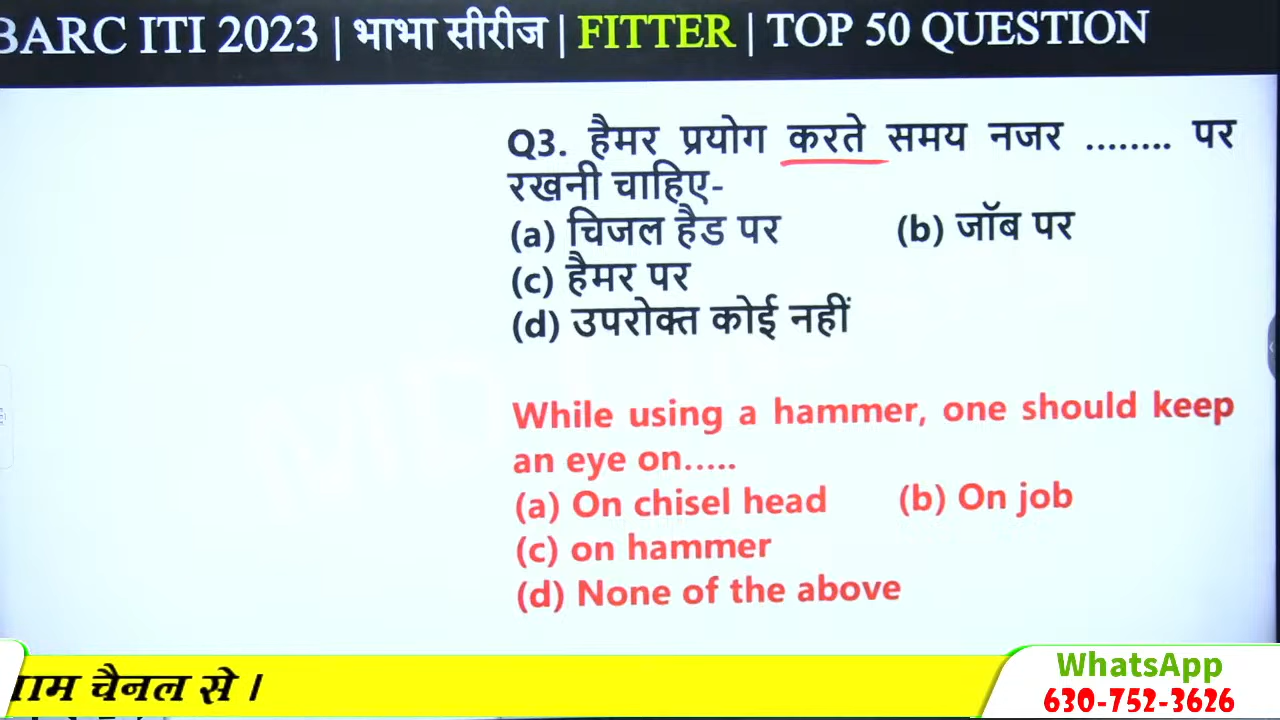 BARC ITI 2023 | भाभा सीरीज | FITTER | TOP 50 QUESTION
Q3. हैमर प्रयोग करते समय नजर ........ पर
रखनी चाहिए-
(a) चिजल हैड पर (b) जॉब पर
(c) हैमर पर
(d) उपरोक्त कोई नहीं
While using a hammer, one should keep
an eye on.....
(a) On chisel head (b) On job
(c) on hammer
(d) None of the above
चैनल से ।
WhatsApp
630-752-3626